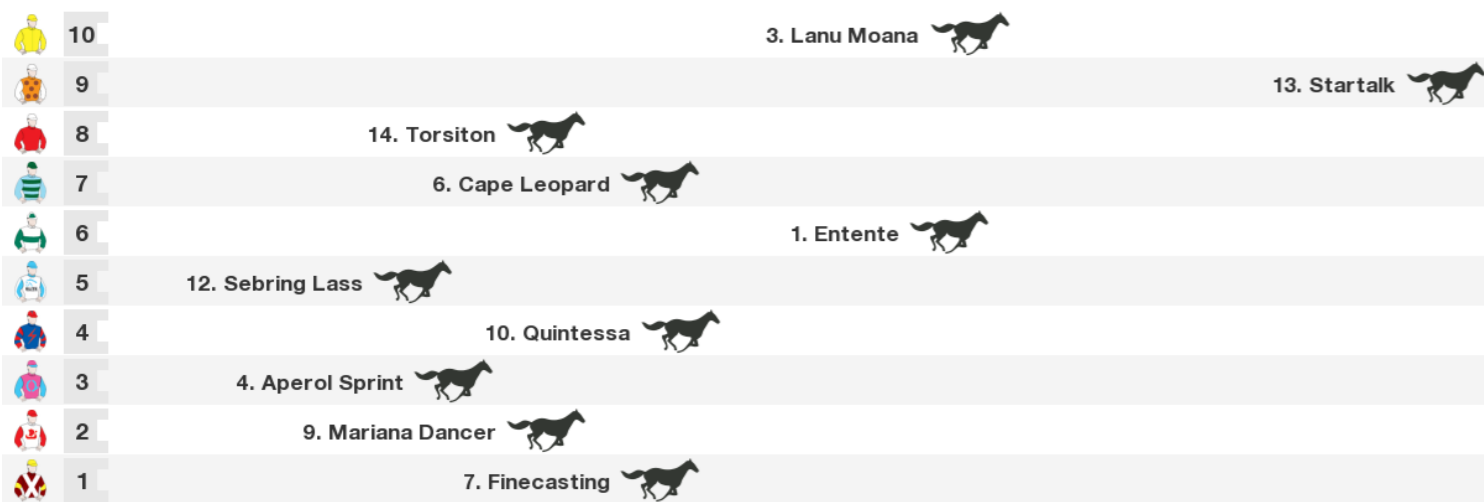 10 3. Lanu Moana
9 13. Startalk
8 14. Torsiton
7 6. Cape Leopard
6 1. Entente
5 12. Sebring Lass
4 10. Quintessa
3 4. Aperol Sprint
2 9. Mariana Dancer
1 7. Finecasting